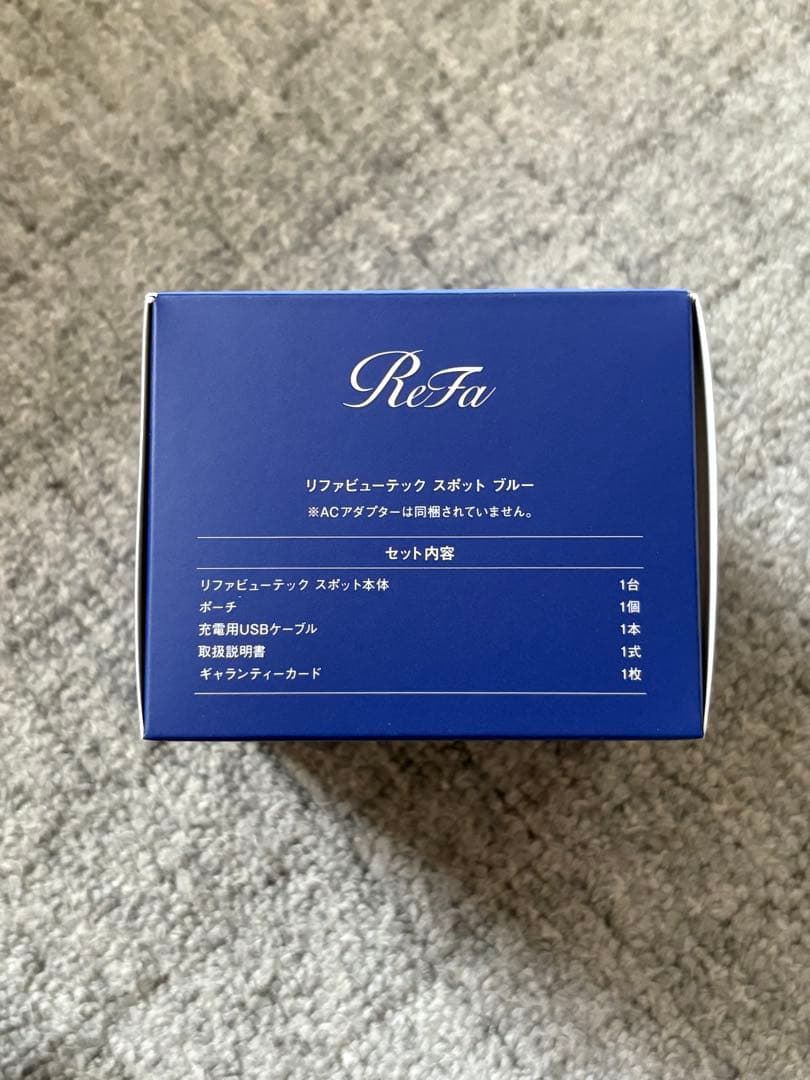 ReFa
リファビューテック スポット ブルー
※ACアダプターは同梱されていません。
セット内容
リファビューテック スポット本体 1台
ポーチ 1個
充電用USBケーブル 1本
取扱説明書 1式
ギャランティーカード 1枚